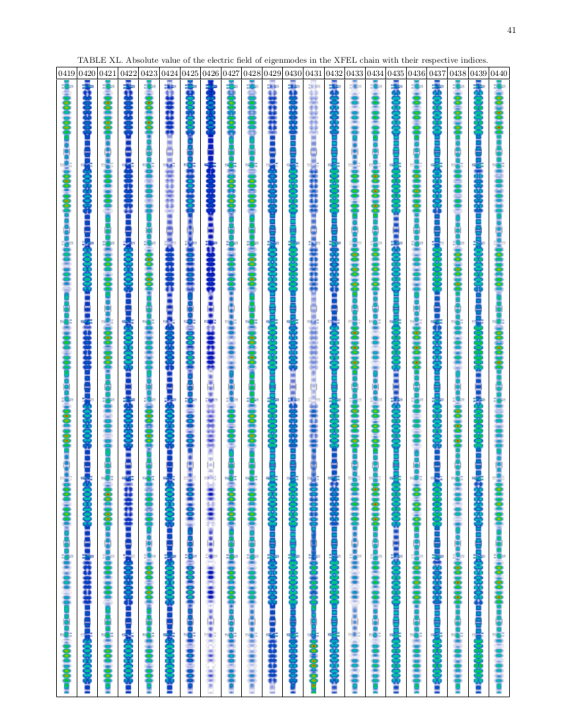 41
TABLE XL. Absolute value of the electric field of eigenmodes in the XFEL chain with their respective indices.
0419 0420 0421 0422 0423 0424 0425 0426 0427 0428 0429 0430 0431 0432 0433 0434 0435 0436 0437 0438 0439 0440